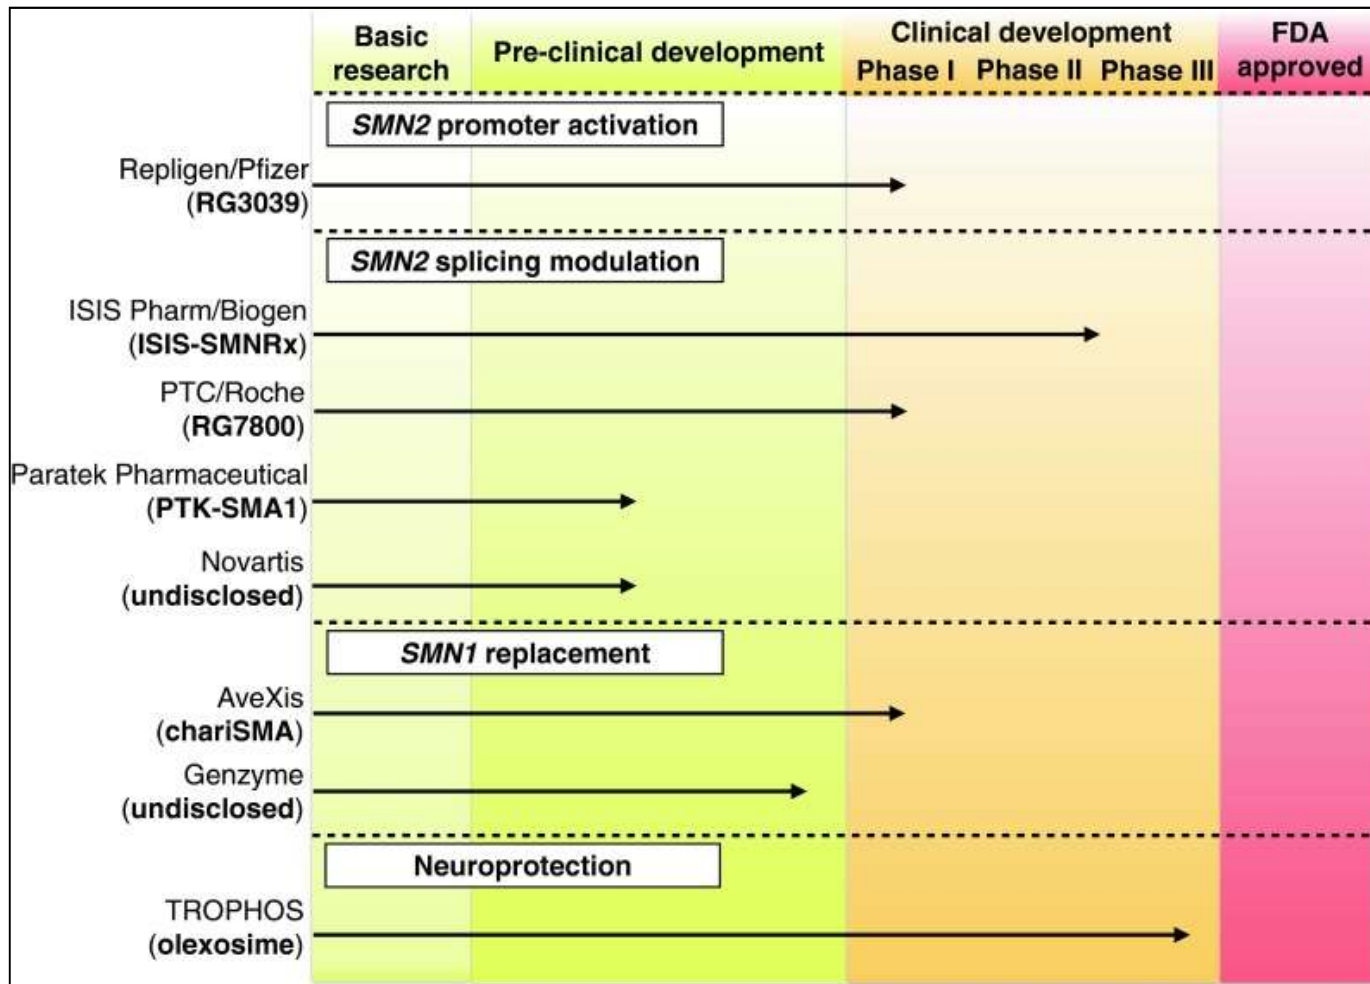 Basic
research
Pre-clinical development
Clinical development
Phase I Phase II Phase III
FDA
approved
SMN2 promoter activation
Repligen/Pfizer
(RG3039)
SMN2 splicing modulation
ISIS Pharm/Biogen
(ISIS-SMNRx)
PTC/Roche
(RG7800)
Paratek Pharmaceutical
(PTK-SMA1)
Novartis
(undisclosed)
SMN1 replacement
AveXis
(chariSMA)
Genzyme
(undisclosed)
Neuroprotection
TROPHOS
(olexosime)